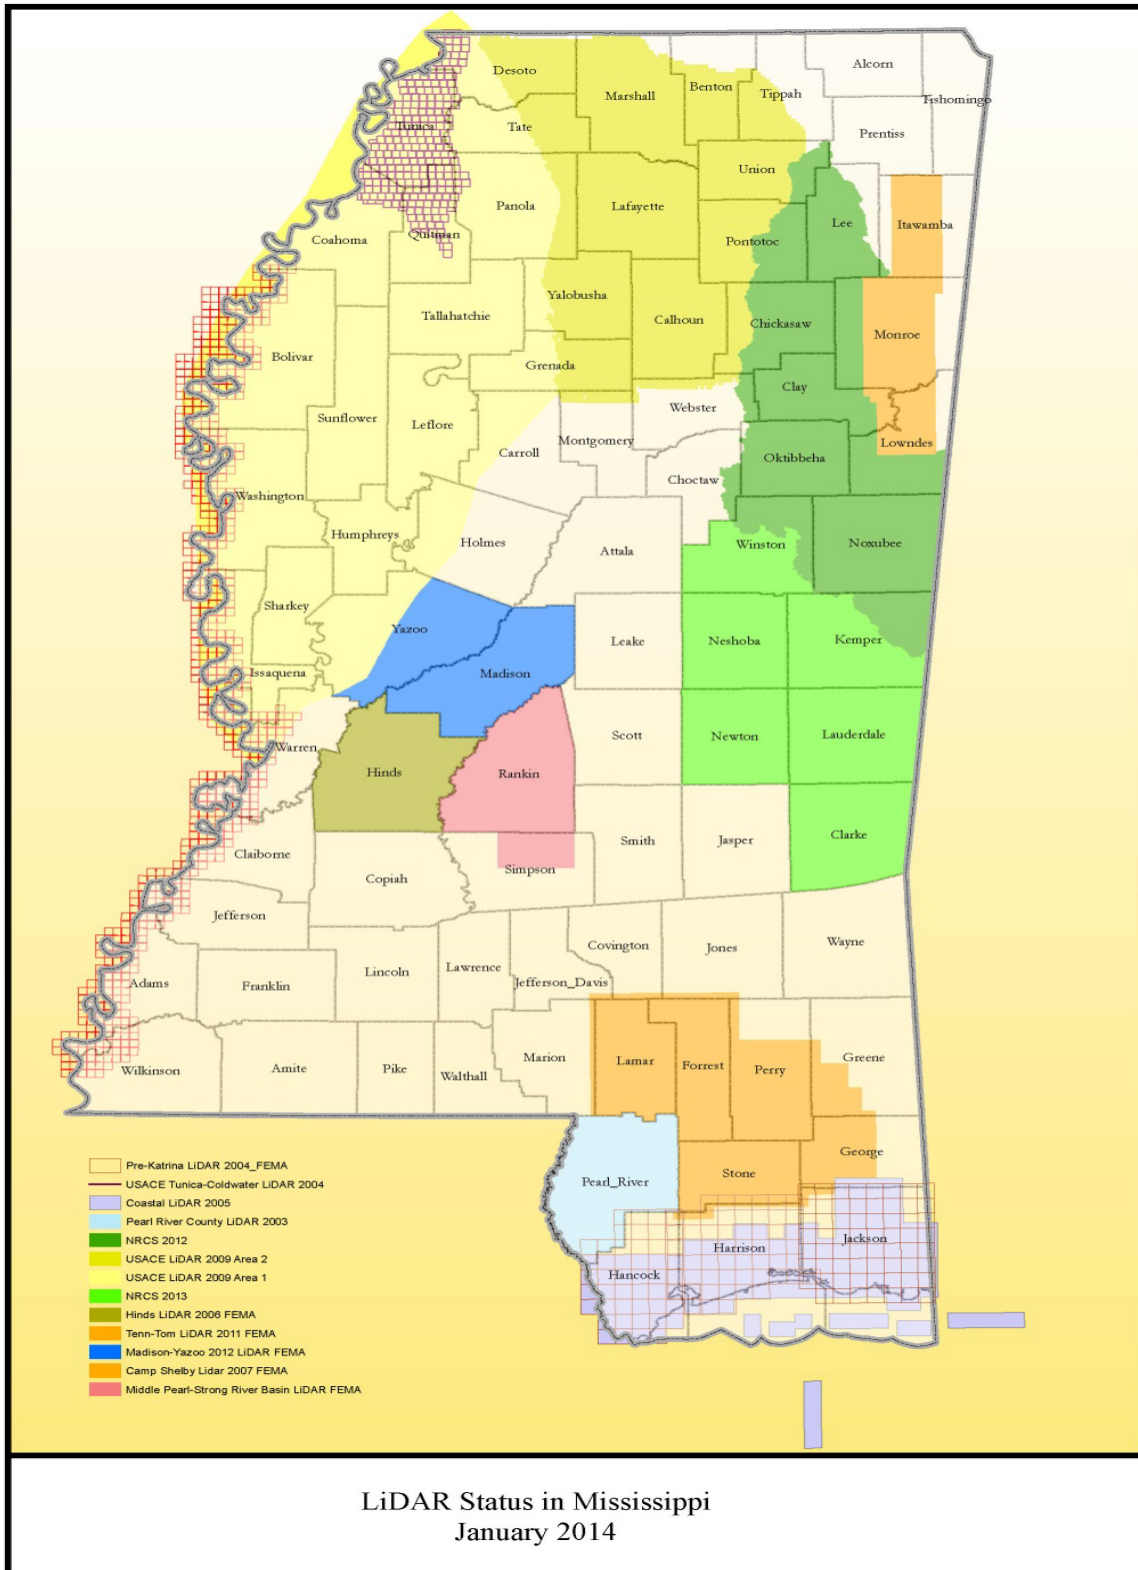 Alcorn
Desoto
Benton
Tippah
Marshall
Tishomingo
Tunica
Tate
Prentiss
Union
Panola
Lafayette
Lee
Itawamba
Quitman
Coahoma
Pontotoc
Yalobusha
Tallahatchie
Calhoun
Chickasaw
Monroe
Bolivar
Grenada
Clay
Webster
Sunflower
Leflore
Montgomery
Lowndes
Carroll
Oktibbeha
Choctaw
Washington
Humphreys
Holmes
Attala
Winston
Noxubee
Sharkey
Yazoo
Leake
Neshoba
Kemper
Issaquena
Madison
Warren
Scott
Newton
Lauderdale
Hinds
Rankin
Claiborne
Smith
Jasper
Clarke
Copiah
Simpson
Jefferson
Covington
Jones
Wayne
Lincoln
Lawrence
Adams
Franklin
Jefferson_Davis
Marion
Lamar
Forrest
Perry
Greene
Wilkinson
Amite
Pike
Walthall
George
Pearl_River
Stone
Jackson
Harrison
Hancock
Pre-Katrina LiDAR 2004_FEMA
USACE Tunica-Coldwater LiDAR 2004
Coastal LiDAR 2005
Pearl River County LiDAR 2003
NRCS 2012
USACE LiDAR 2009 Area 2
USACE LiDAR 2009 Area 1
NRCS 2013
Hinds LiDAR 2006 FEMA
Tenn-Tom LiDAR 2011 FEMA
Madison-Yazoo 2012 LiDAR FEMA
Camp Shelby Lidar 2007 FEMA
Middle Pearl-Strong River Basin LiDAR FEMA
LiDAR Status in Mississippi
January 2014